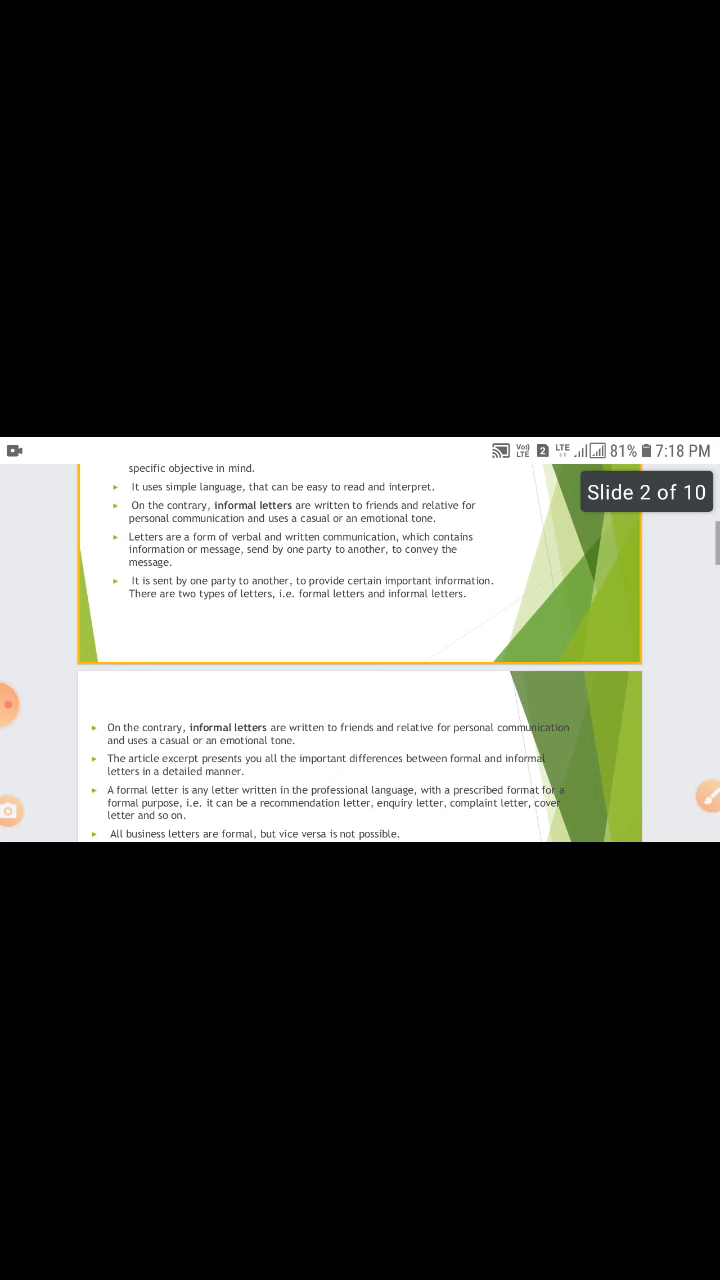 Voo) LTE 2 LTE 81% 7:18 PM
specific objective in mind.
Slide 2 of 10
It uses simple language, that can be easy to read and interpret.
On the contrary, informal letters are written to friends and relative for
personal communication and uses a casual or an emotional tone.
Letters are a form of verbal and written communication, which contains
information or message, send by one party to another, to convey the
message.
It is sent by one party to another, to provide certain important information.
There are two types of letters, i.e. formal letters and informal letters.
On the contrary, informal letters are written to friends and relative for personal communication
and uses a casual or an emotional tone.
The article excerpt presents you all the important differences between formal and informal
letters in a detailed manner.
A formal letter is any letter written in the professional language, with a prescribed format for a
formal purpose, i.e. it can be a recommendation letter, enquiry letter, complaint letter, cover
letter and so on.
All business letters are formal, but vice versa is not possible.